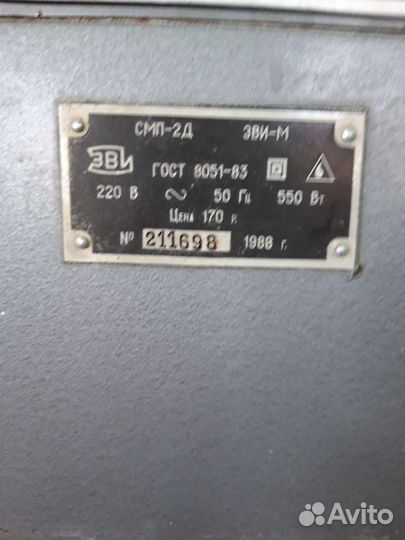 СМП-2Д ЗВИ-М
ЗВИ ГОСТ 8051-83
220 В ~ 50 Гц 550 Вт
Цена 170 р.
№ 211698 1988 г.
Avito